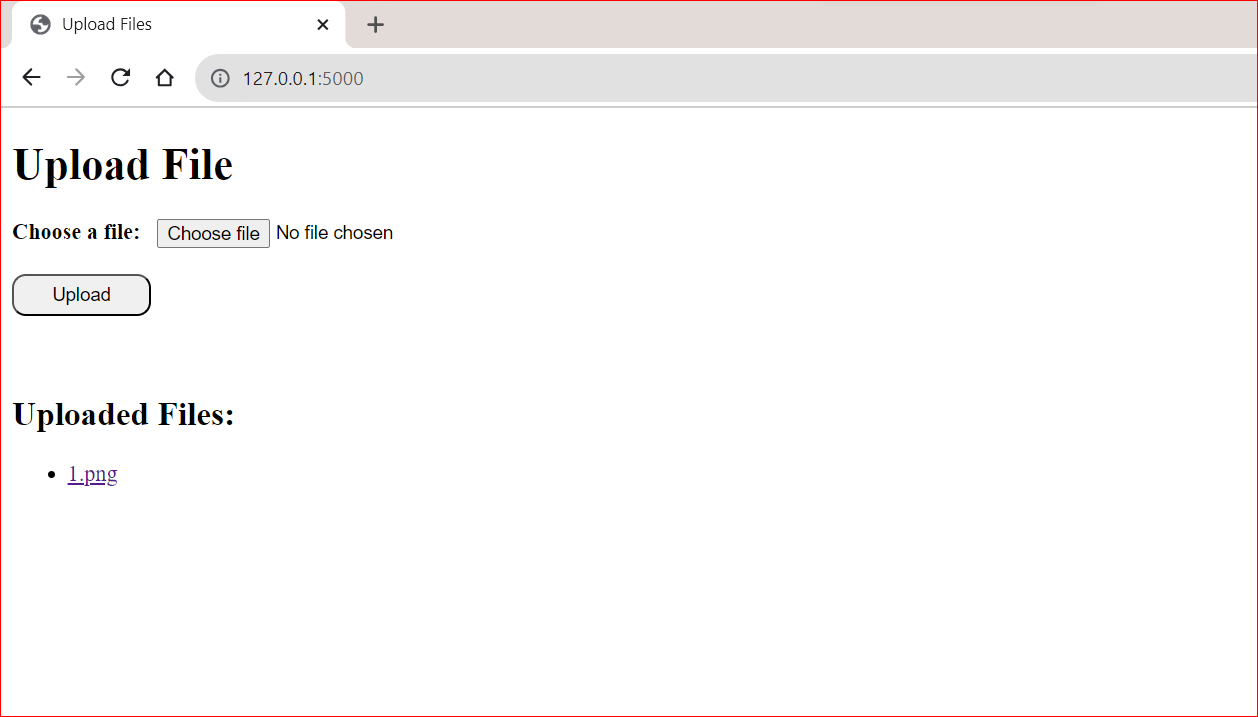 Upload Files
127.0.0.1:5000
Upload File
Choose a file: Choose file No file chosen
Upload
Uploaded Files:
1.png